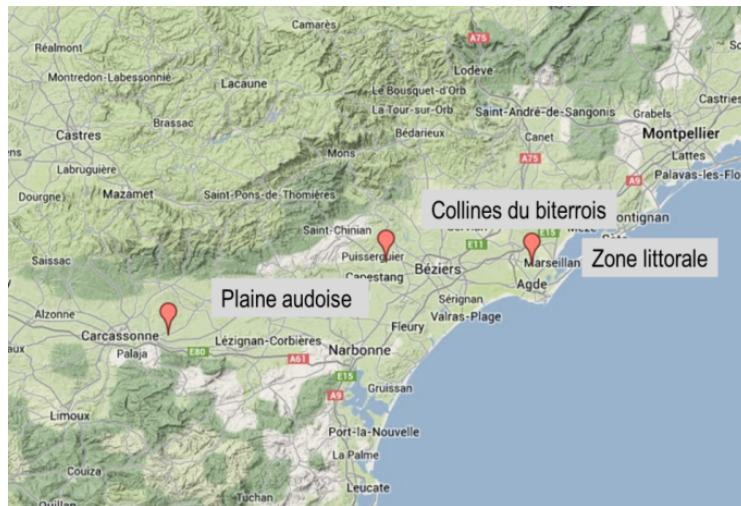 Camarès
Réalmont
A75
So
Montredon-Labessonnié
Lacaune
Lodève
Le Bousquet-d'Orb
Castries
La Tour-sur-Orb
Saint-André-de-Sangonis
Grabels
Brassac
Castres
Bédarieux
Canet
Montpellier
Mons
A75
Lattes
Labruguière
A9
Palavas-les-Flo
Dourgne
Mazamet
Saint-Pons-de-Thomières
Collines du biterrois
ontignan
Saint-Chinian
E15
E11
Saissac
Puisserguier
Zone littorale
Marseillan
Capestang
Béziers
Agde
Plaine audoise
Sérignan
Valras-Plage
Alzonne
Fleury
Carcassonne
Lézignan-Corbières
aux
Palaja
E80
A61
Narbonne
E15
Gruissan
A9
Limoux
Port-la-Nouvelle
La Palme
Couiza
Leucate
Tuchan